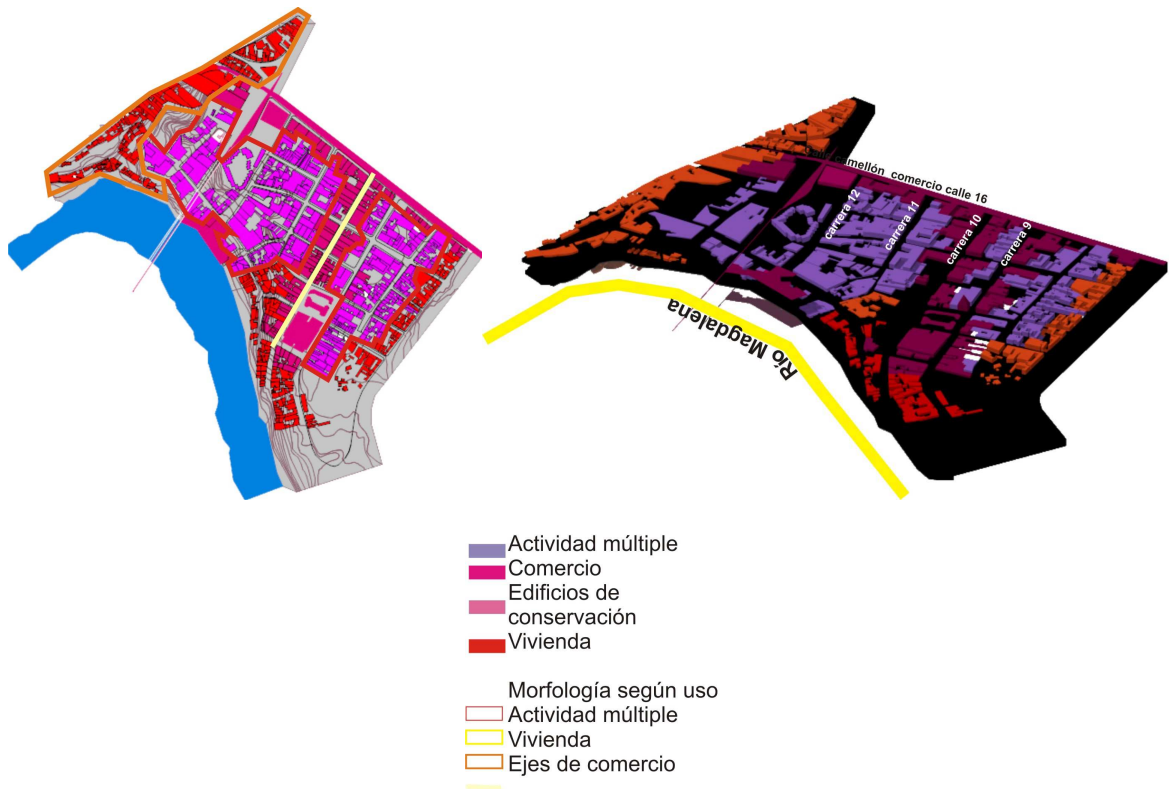 camellón comercio calle 16
carrera 12
carrera 11
carrera 10
carrera 9
Río Magdalena
Actividad múltiple
Comercio
Edificios de
conservación
Vivienda
Morfología según uso
Actividad múltiple
Vivienda
Ejes de comercio